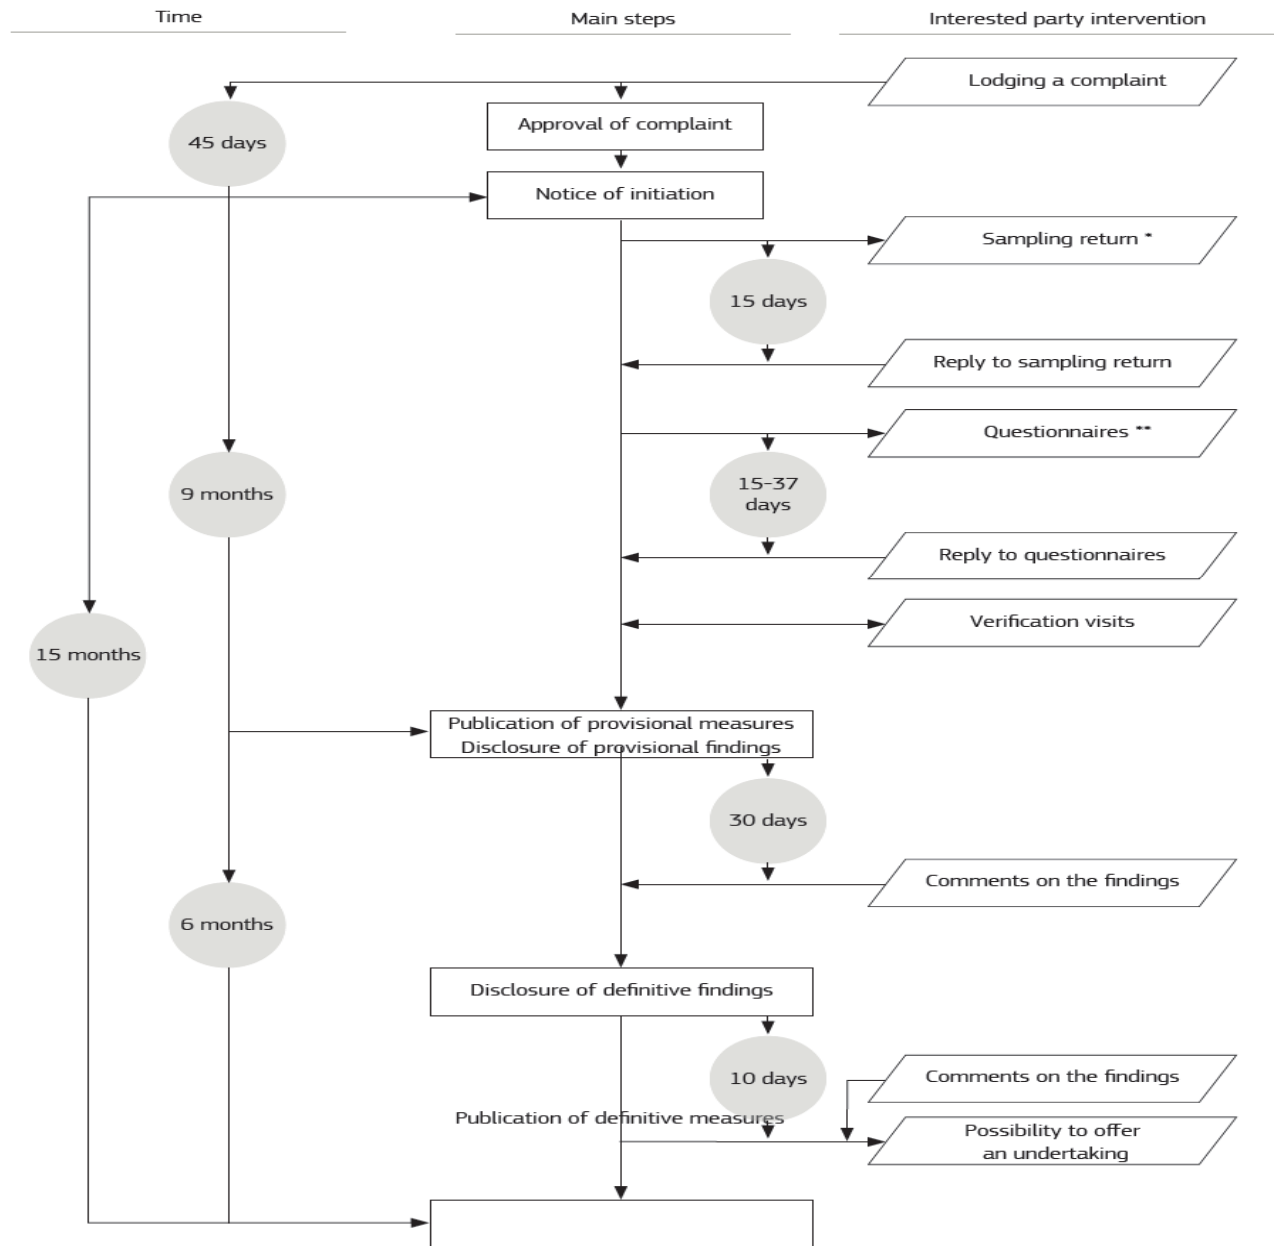 Time
Main steps
Interested party intervention
Lodging a complaint
Approval of complaint
45 days
Notice of initiation
Sampling return *
15 days
Reply to sampling return
Questionnaires **
15-37
days
9 months
Reply to questionnaires
Verification visits
15 months
Publication of provisional measures
Disclosure of provisional findings
30 days
Comments on the findings
6 months
Disclosure of definitive findings
10 days
Comments on the findings
Publication of definitive measures
Possibility to offer
an undertaking